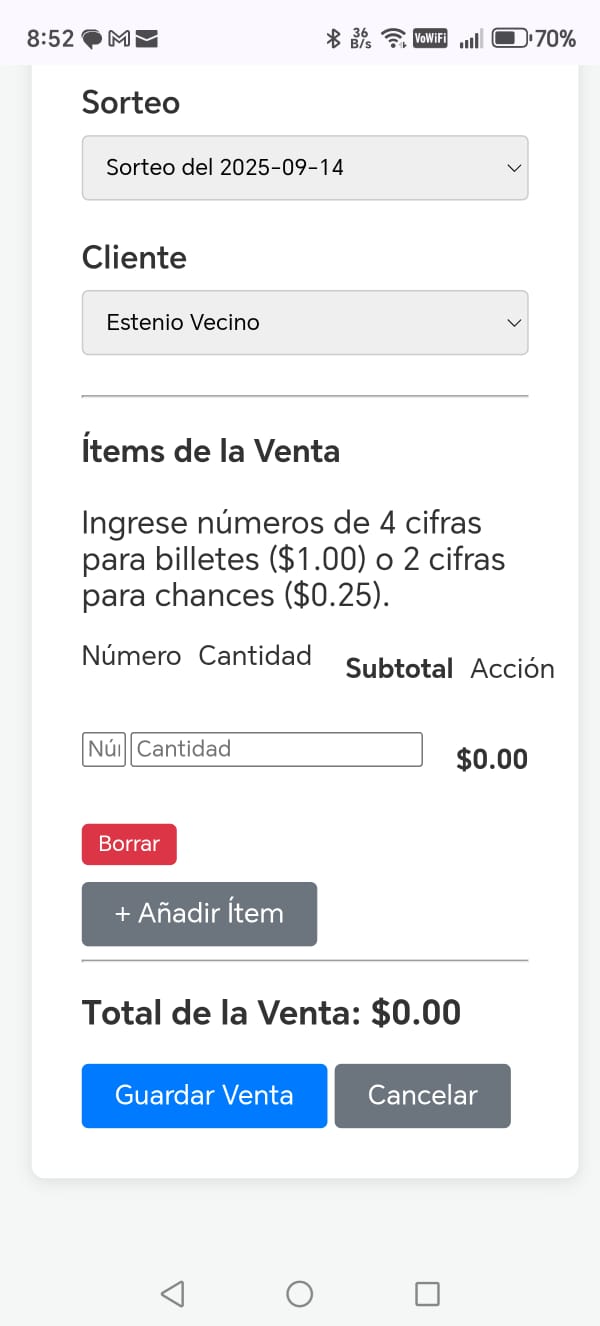 8:52 36 B/s VoWiFi 70%
Sorteo
Sorteo del 2025-09-14
Cliente
Estenio Vecino
Ítems de la Venta
Ingrese números de 4 cifras
para billetes ($1.00) o 2 cifras
para chances ($0.25).
Número Cantidad Subtotal Acción
Núi Cantidad $0.00
Borrar
+ Añadir Ítem
Total de la Venta: $0.00
Guardar Venta Cancelar